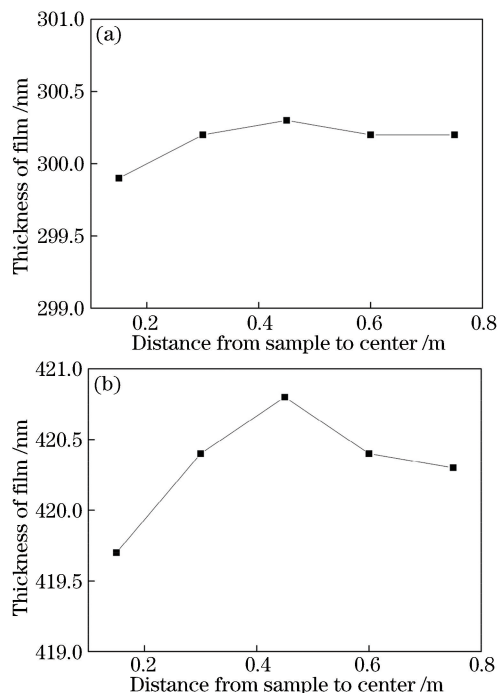 (a)
Thickness of film /nm
301.0
300.5
300.0
299.5
299.0
0.2 0.4 0.6 0.8
Distance from sample to center /m
(b)
Thickness of film /nm
421.0
420.5
420.0
419.5
419.0
0.2 0.4 0.6 0.8
Distance from sample to center /m